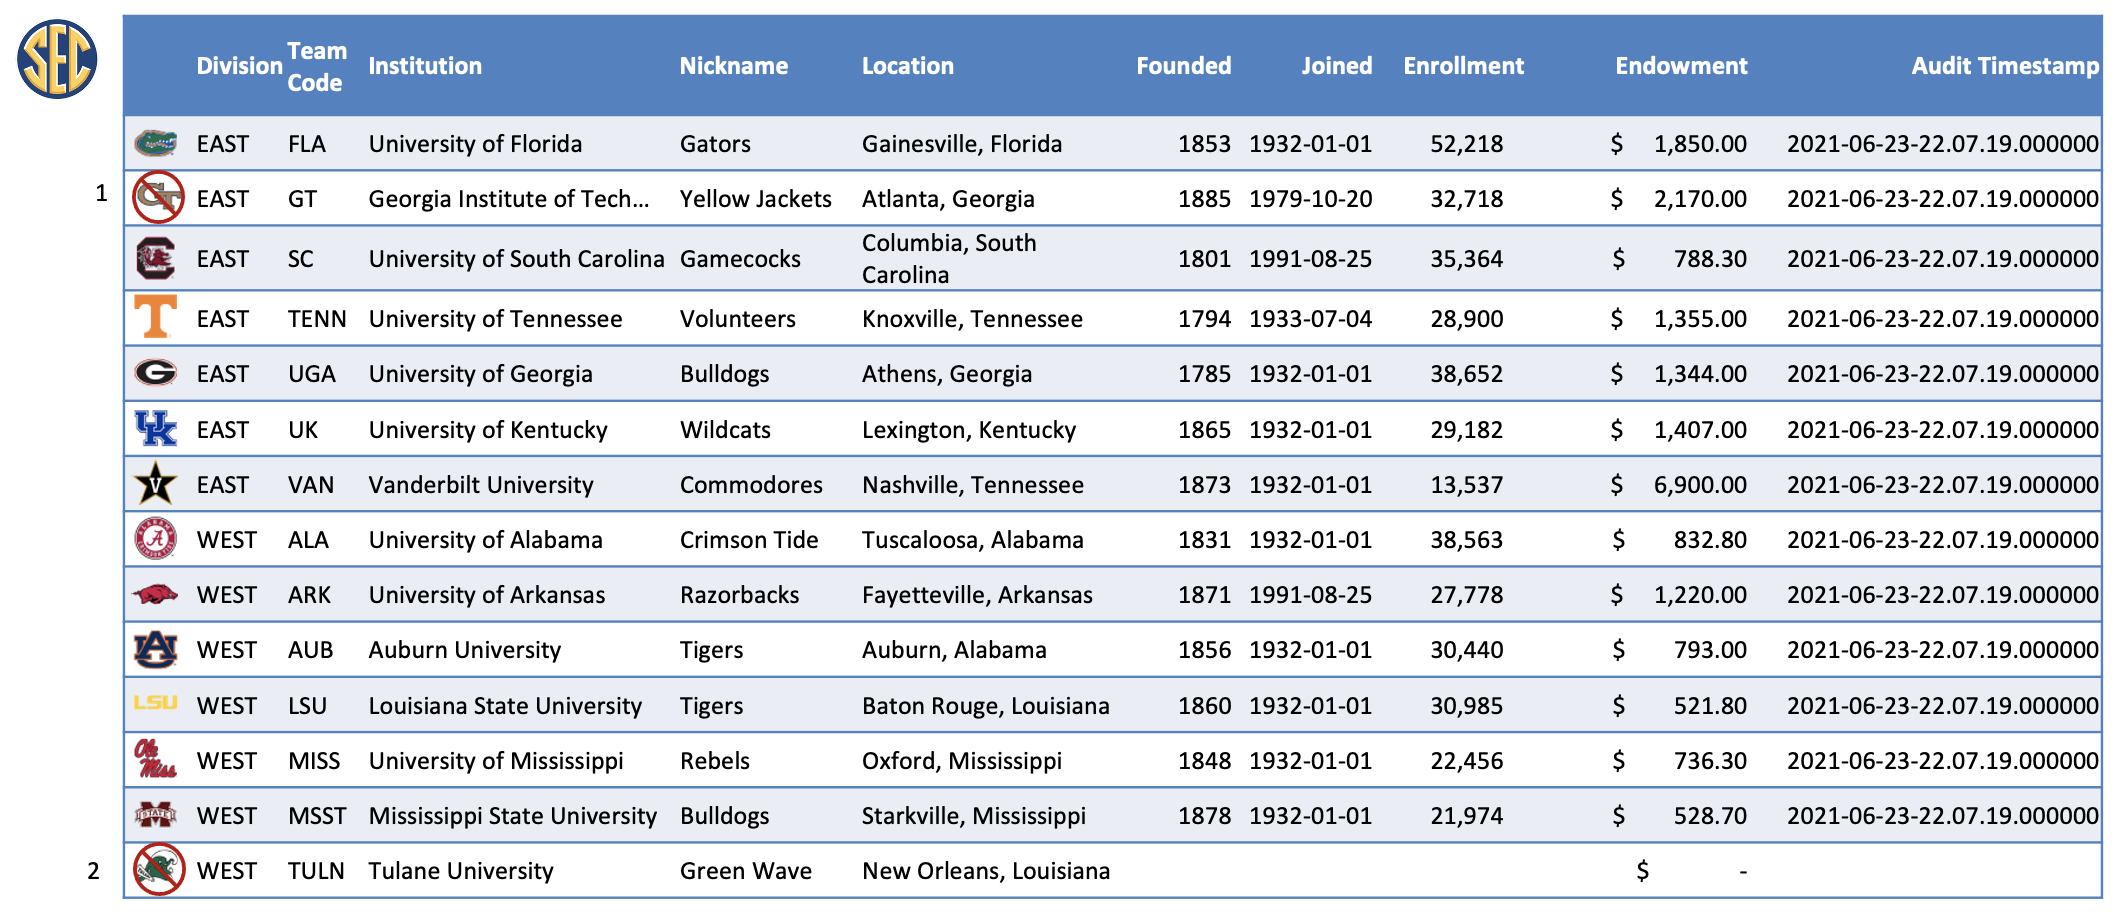 SEC
Division Team Code Institution Nickname Location Founded Joined Enrollment Endowment Audit Timestamp
EAST FLA University of Florida Gators Gainesville, Florida 1853 1932-01-01 52,218 $ 1,850.00 2021-06-23-22.07.19.000000
1 GT EAST GT Georgia Institute of Tech... Yellow Jackets Atlanta, Georgia 1885 1979-10-20 32,718 $ 2,170.00 2021-06-23-22.07.19.000000
EAST SC University of South Carolina Gamecocks Columbia, South Carolina 1801 1991-08-25 35,364 $ 788.30 2021-06-23-22.07.19.000000
T EAST TENN University of Tennessee Volunteers Knoxville, Tennessee 1794 1933-07-04 28,900 $ 1,355.00 2021-06-23-22.07.19.000000
G EAST UGA University of Georgia Bulldogs Athens, Georgia 1785 1932-01-01 38,652 $ 1,344.00 2021-06-23-22.07.19.000000
UK EAST UK University of Kentucky Wildcats Lexington, Kentucky 1865 1932-01-01 29,182 $ 1,407.00 2021-06-23-22.07.19.000000
V EAST VAN Vanderbilt University Commodores Nashville, Tennessee 1873 1932-01-01 13,537 $ 6,900.00 2021-06-23-22.07.19.000000
A WEST ALA University of Alabama Crimson Tide Tuscaloosa, Alabama 1831 1932-01-01 38,563 $ 832.80 2021-06-23-22.07.19.000000
WEST ARK University of Arkansas Razorbacks Fayetteville, Arkansas 1871 1991-08-25 27,778 $ 1,220.00 2021-06-23-22.07.19.000000
AU WEST AUB Auburn University Tigers Auburn, Alabama 1856 1932-01-01 30,440 $ 793.00 2021-06-23-22.07.19.000000
LSU WEST LSU Louisiana State University Tigers Baton Rouge, Louisiana 1860 1932-01-01 30,985 $ 521.80 2021-06-23-22.07.19.000000
Ole Miss WEST MISS University of Mississippi Rebels Oxford, Mississippi 1848 1932-01-01 22,456 $ 736.30 2021-06-23-22.07.19.000000
M STATE WEST MSST Mississippi State University Bulldogs Starkville, Mississippi 1878 1932-01-01 21,974 $ 528.70 2021-06-23-22.07.19.000000
2 WEST TULN Tulane University Green Wave New Orleans, Louisiana $ -